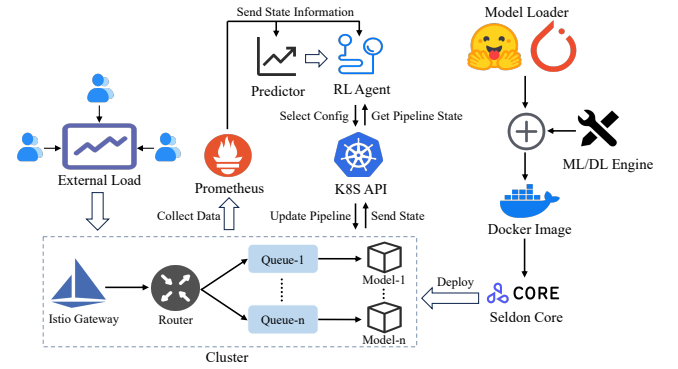 Send State Information
Model Loader
Predictor
RL Agent
Select Config
Get Pipeline State
ML/DL Engine
External Load
Prometheus
K8S API
Collect Data
Update Pipeline
Send State
Docker Image
Queue-1
Model-1
Deploy
CORE
Istio Gateway
Router
Queue-n
Model-n
Seldon Core
Cluster